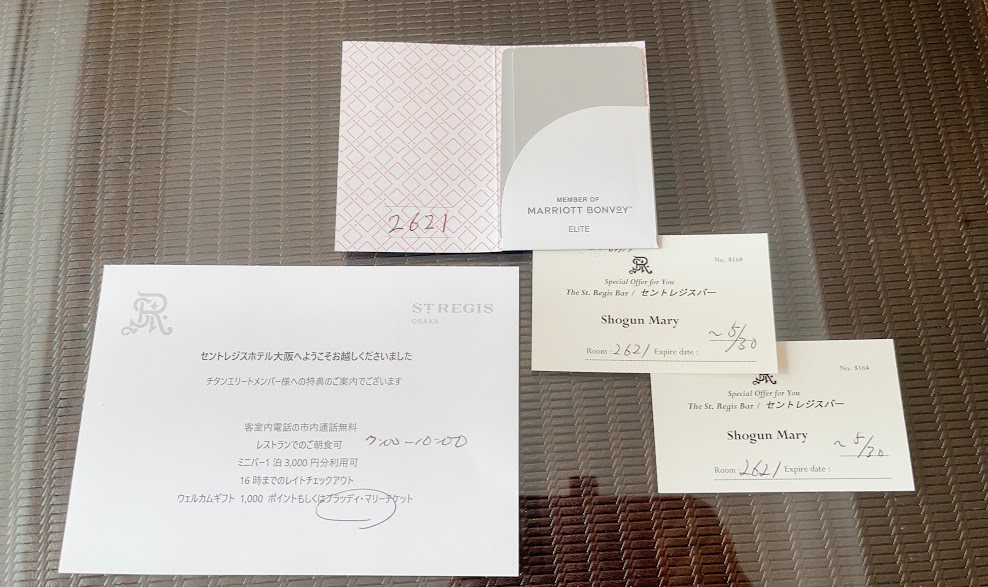 2621
MEMBER OF
MARRIOTT BONVOY™
ELITE
ST REGIS
OSAKA
セントレジスホテル大阪へようこそお越しくださいました
チタンエリートメンバー様への特典のご案内でございます
客室内電話の市内通話無料
レストランでのご朝食可 7:00-10:00
ミニバー1泊 3,000 円分利用可
16 時までのレイトチェックアウト
ウェルカムギフト 1,000 ポイントもしくはブラッディ・マリーチケット
No. 8164
Special Offer for You
The St. Regis Bar / セントレジスバー
Shogun Mary
Room : 2621 Expire date : ~5/30
No. 8164
Special Offer for You
The St. Regis Bar / セントレジスバー
Shogun Mary
Room : 2621 Expire date : ~5/30